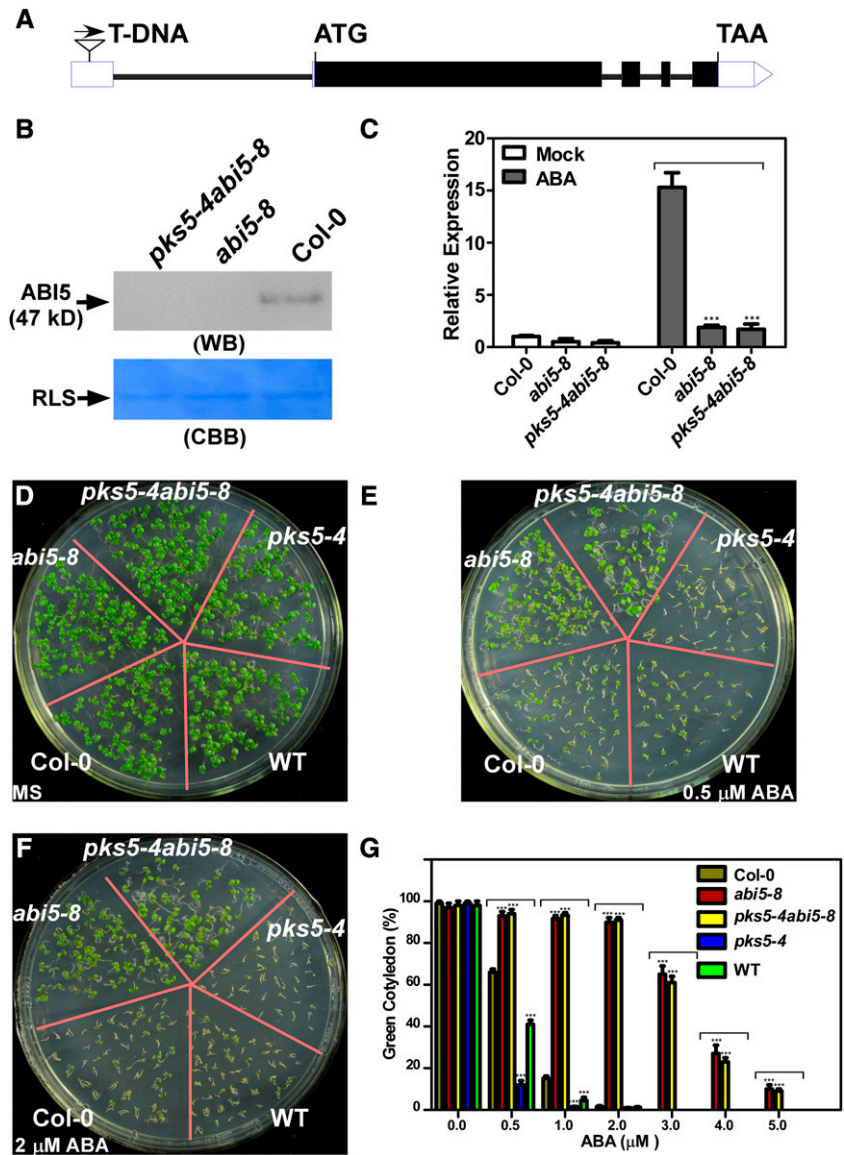 A
T-DNA
ATG
TAA
B
pks5-4abi5-8
abi5-8
Col-0
ABI5
(47 kD)
(WB)
RLS
(CBB)
C
Relative Expression
20
15
10
5
0
Mock
ABA
***
***
Col-0
abi5-8
pks5-4abi5-8
Col-0
abi5-8
pks5-4abi5-8
D
pks5-4abi5-8
pks5-4
abi5-8
Col-0
WT
MS
E
pks5-4abi5-8
pks5-4
abi5-8
Col-0
WT
0.5 μM ABA
F
pks5-4abi5-8
pks5-4
abi5-8
Col-0
WT
2 μM ABA
G
Green Cotyledon (%)
100
80
60
40
20
0
Col-0
abi5-8
pks5-4abi5-8
pks5-4
WT
*** ***
*** ***
*** ***
*** ***
*** ***
*** ***
*** ***
*** ***
0.0 0.5 1.0 2.0 3.0 4.0 5.0
ABA (μM )